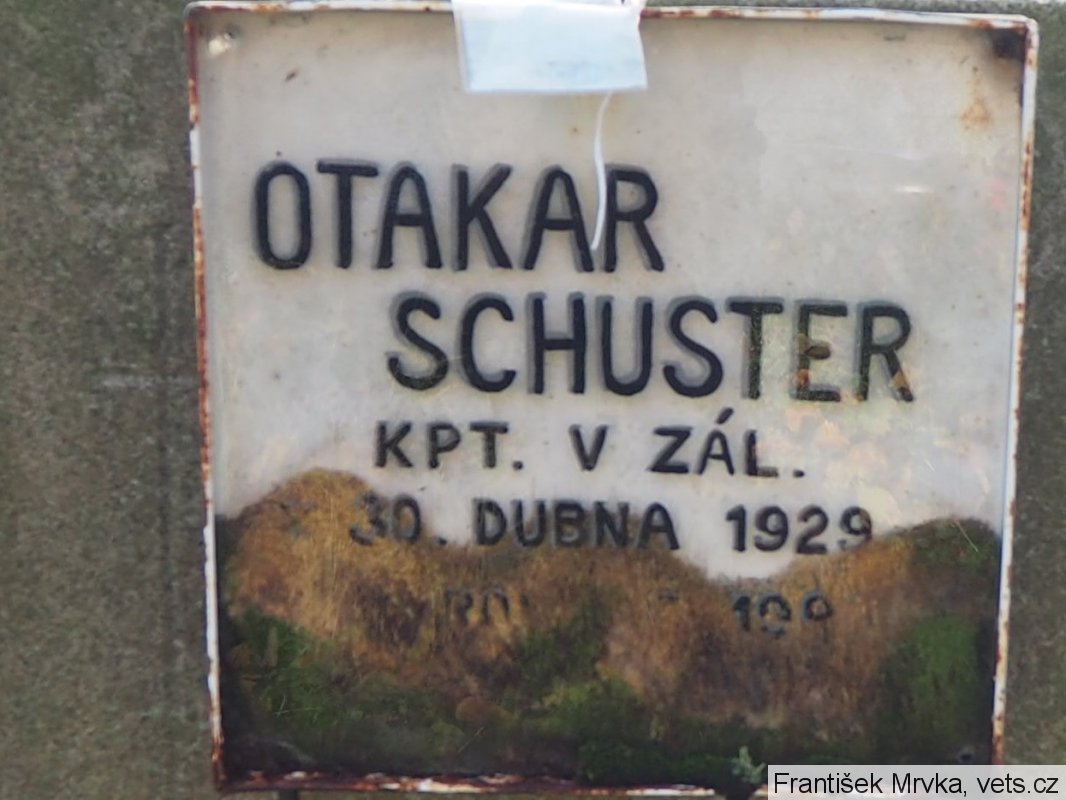 OTAKAR
SCHUSTER
KPT. V ZÁL.
30. DUBNA 1929
František Mrvka, vets.cz